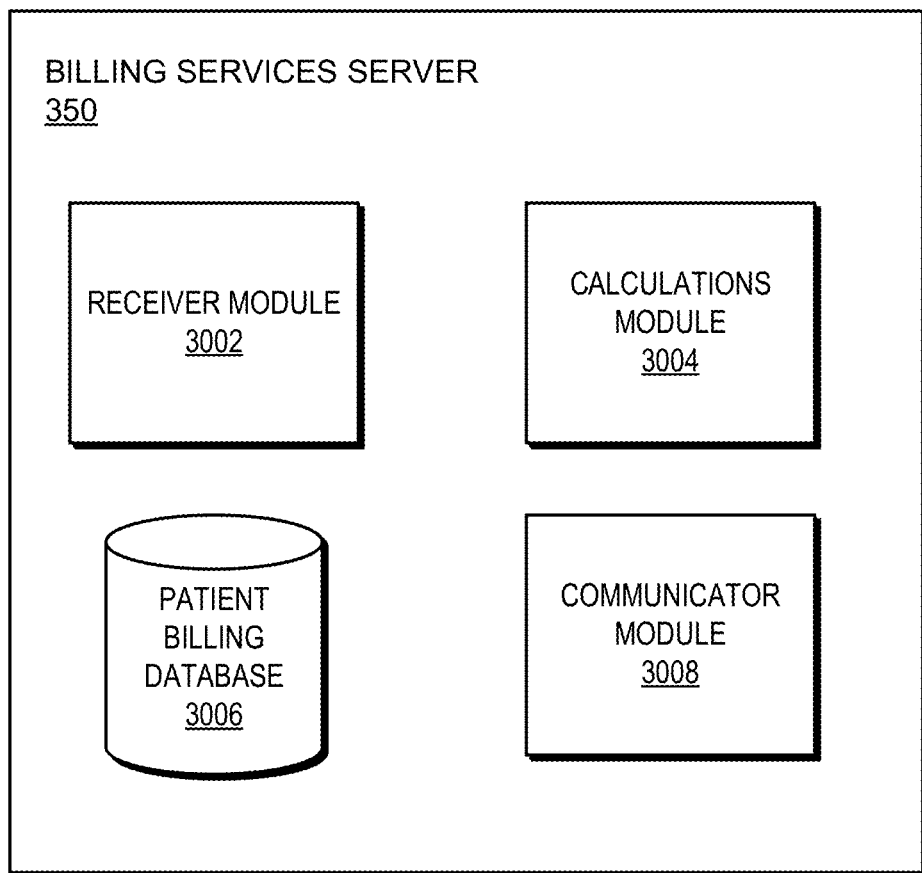 BILLING SERVICES SERVER
350
RECEIVER MODULE
3002
CALCULATIONS
MODULE
3004
PATIENT
BILLING
DATABASE
3006
COMMUNICATOR
MODULE
3008